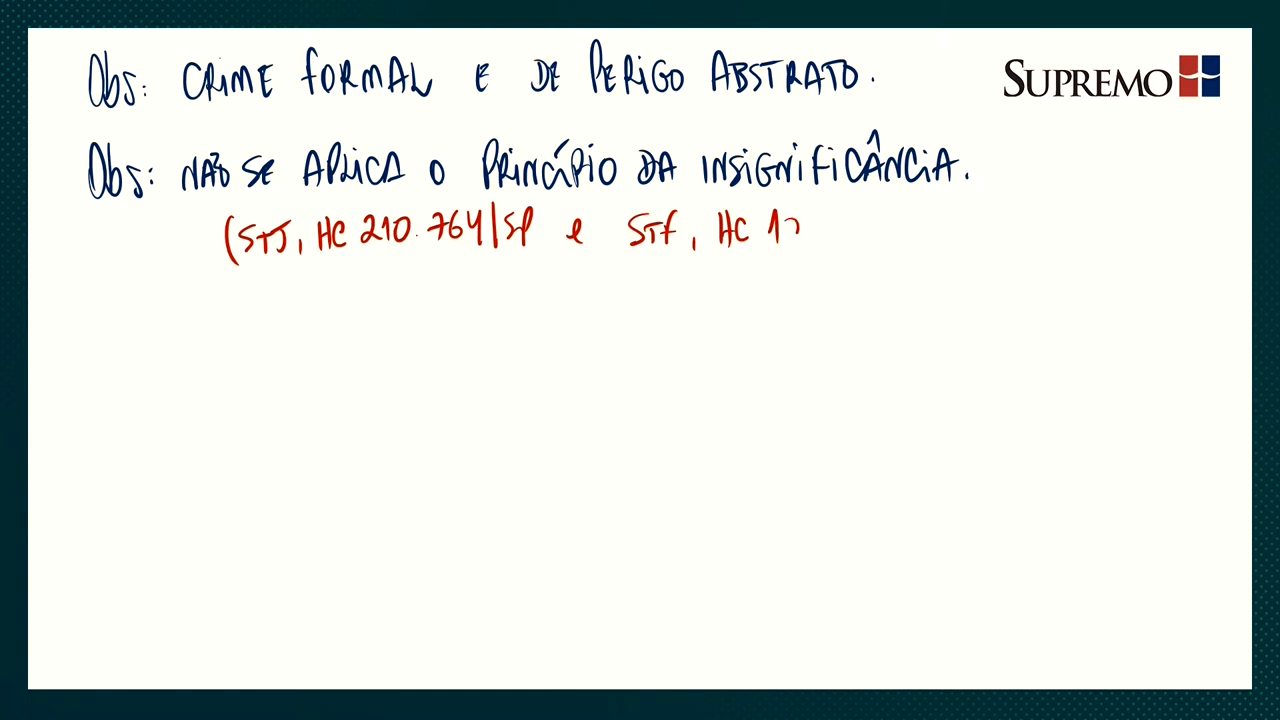 Obs: CRIME FORMAL E DE PERIGO ABSTRATO.
SUPREMO
Obs: NÃO SE APLICA O PRINCÍPIO DA INSIGNIFICÂNCIA.
(STJ, HC 210.764/SP e STF, HC